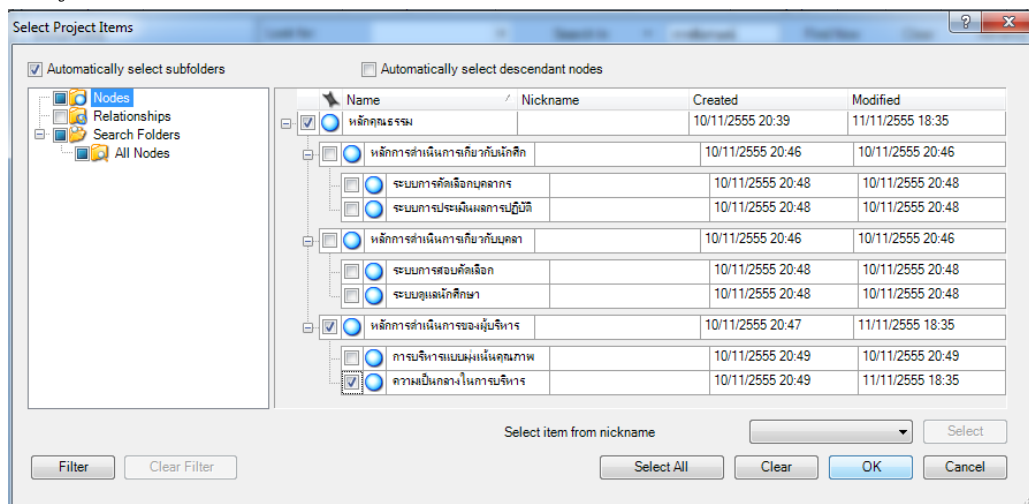 Select Project Items
Automatically select subfolders
Automatically select descendant nodes
Nodes
Relationships
Search Folders
All Nodes
Name Nickname Created Modified
หลักคุณธรรม 10/11/2555 20:39 11/11/2555 18:35
หลักการดำเนินการเกี่ยวกับนักศึก 10/11/2555 20:46 10/11/2555 20:46
ระบบการคัดเลือกบุคลากร 10/11/2555 20:48 10/11/2555 20:48
ระบบการประเมินผลการปฏิบัติ 10/11/2555 20:48 10/11/2555 20:48
หลักการดำเนินการเกี่ยวกับบุคลา 10/11/2555 20:46 10/11/2555 20:46
ระบบการสอบคัดเลือก 10/11/2555 20:48 10/11/2555 20:48
ระบบดูแลนักศึกษา 10/11/2555 20:48 10/11/2555 20:48
หลักการดำเนินการของผู้บริหาร 10/11/2555 20:47 11/11/2555 18:35
การบริหารแบบมุ่งเน้นคุณภาพ 10/11/2555 20:49 10/11/2555 20:49
ความเป็นกลางในการบริหาร 10/11/2555 20:49 11/11/2555 18:35
Select item from nickname Select
Filter Clear Filter Select All Clear OK Cancel